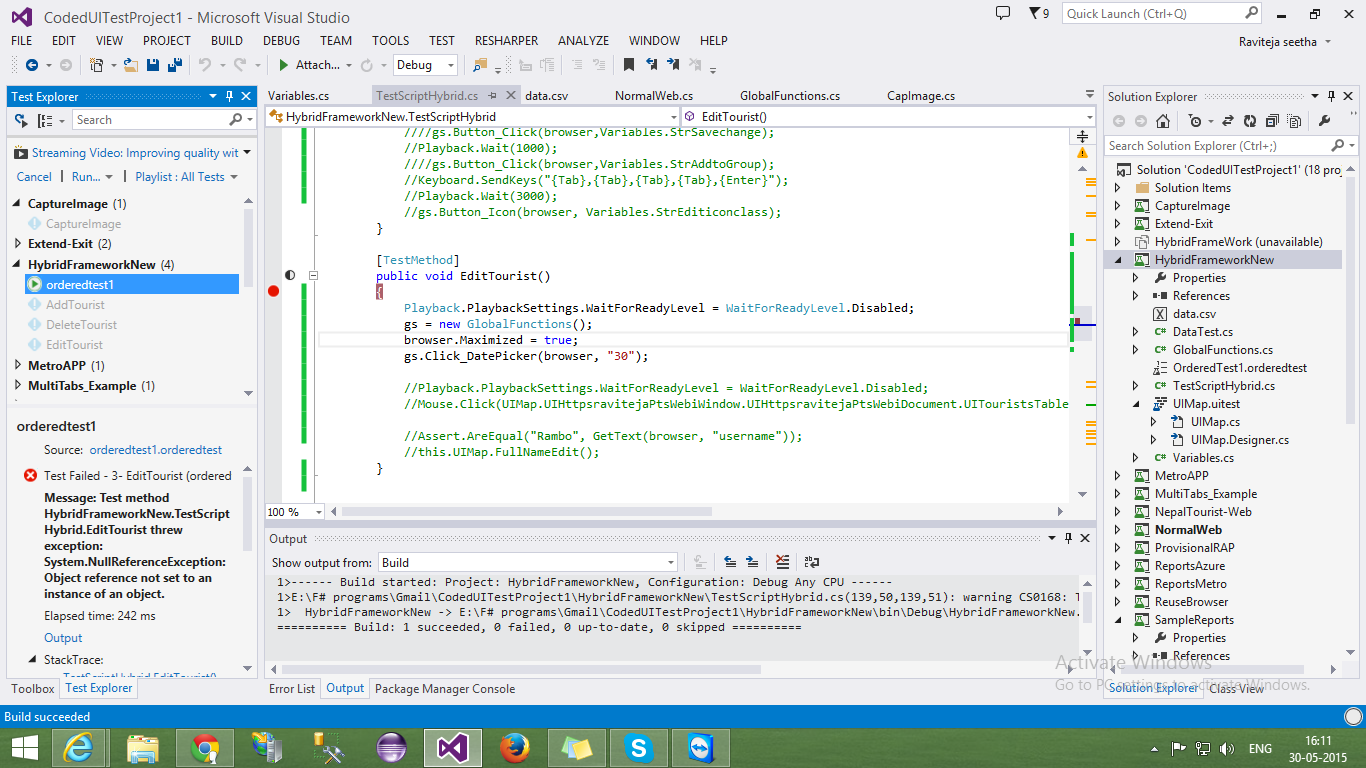 CodedUITestProject1 - Microsoft Visual Studio
9
Quick Launch (Ctrl+Q)
FILE EDIT VIEW PROJECT BUILD DEBUG TEAM TOOLS TEST RESHARPER ANALYZE WINDOW HELP
Raviteja seetha
Attach...
Debug
Test Explorer
Search
Streaming Video: Improving quality wit
Cancel Run... Playlist : All Tests
CaptureImage (1)
CaptureImage
Extend-Exit (2)
HybridFrameworkNew (4)
orderedtest1
AddTourist
DeleteTourist
EditTourist
MetroAPP (1)
MultiTabs_Example (1)
orderedtest1
Source: orderedtest1.orderedtest
Test Failed - 3- EditTourist (ordered
Message: Test method
HybridFrameworkNew.TestScript
Hybrid.EditTourist threw
exception:
System.NullReferenceException:
Object reference not set to an
instance of an object.
Elapsed time: 242 ms
Output
StackTrace:
TestScriptHybrid.EditTourist()
Toolbox Test Explorer
Variables.cs TestScriptHybrid.cs data.csv NormalWeb.cs GlobalFunctions.cs CapImage.cs
HybridFrameworkNew.TestScriptHybrid EditTourist()
////gs.Button_Click(browser,Variables.StrSavechange);
//Playback.Wait(1000);
////gs.Button_Click(browser,Variables.StrAddtoGroup);
//Keyboard.SendKeys("{Tab},{Tab},{Tab},{Tab},{Enter}");
//Playback.Wait(3000);
//gs.Button_Icon(browser, Variables.StrEditiconclass);
}
[TestMethod]
public void EditTourist()
{
Playback.PlaybackSettings.WaitForReadyLevel = WaitForReadyLevel.Disabled;
gs = new GlobalFunctions();
browser.Maximized = true;
gs.Click_DatePicker(browser, "30");
//Playback.PlaybackSettings.WaitForReadyLevel = WaitForReadyLevel.Disabled;
//Mouse.Click(UIMap.UIHttpsravitejaPtsWebiWindow.UIHttpsravitejaPtsWebiDocument.UITouristsTable
//Assert.AreEqual("Rambo", GetText(browser, "username"));
//this.UIMap.FullNameEdit();
}
100 %
Output
Show output from: Build
1>------ Build started: Project: HybridFrameworkNew, Configuration: Debug Any CPU ------
1>E:\F# programs\Gmail\CodedUITestProject1\HybridFrameworkNew\TestScriptHybrid.cs(139,50,139,51): warning CS0168: T
1>  HybridFrameworkNew -> E:\F# programs\Gmail\CodedUITestProject1\HybridFrameworkNew\bin\Debug\HybridFrameworkNew.
========== Build: 1 succeeded, 0 failed, 0 up-to-date, 0 skipped ==========
Error List Output Package Manager Console
Solution Explorer
Search Solution Explorer (Ctrl+;)
Solution 'CodedUITestProject1' (18 proj
Solution Items
CaptureImage
Extend-Exit
HybridFrameWork (unavailable)
HybridFrameworkNew
Properties
References
data.csv
C# DataTest.cs
C# GlobalFunctions.cs
OrderedTest1.orderedtest
C# TestScriptHybrid.cs
UIMap.uitest
UIMap.cs
UIMap.Designer.cs
C# Variables.cs
MetroAPP
MultiTabs_Example
NepalTourist-Web
NormalWeb
ProvisionalRAP
ReportsAzure
ReportsMetro
ReuseBrowser
SampleReports
Properties
References
Activate Windows
Go to PC settings to activate Windows.
Solution Explorer Class View
Build succeeded
ENG
16:11
30-05-2015